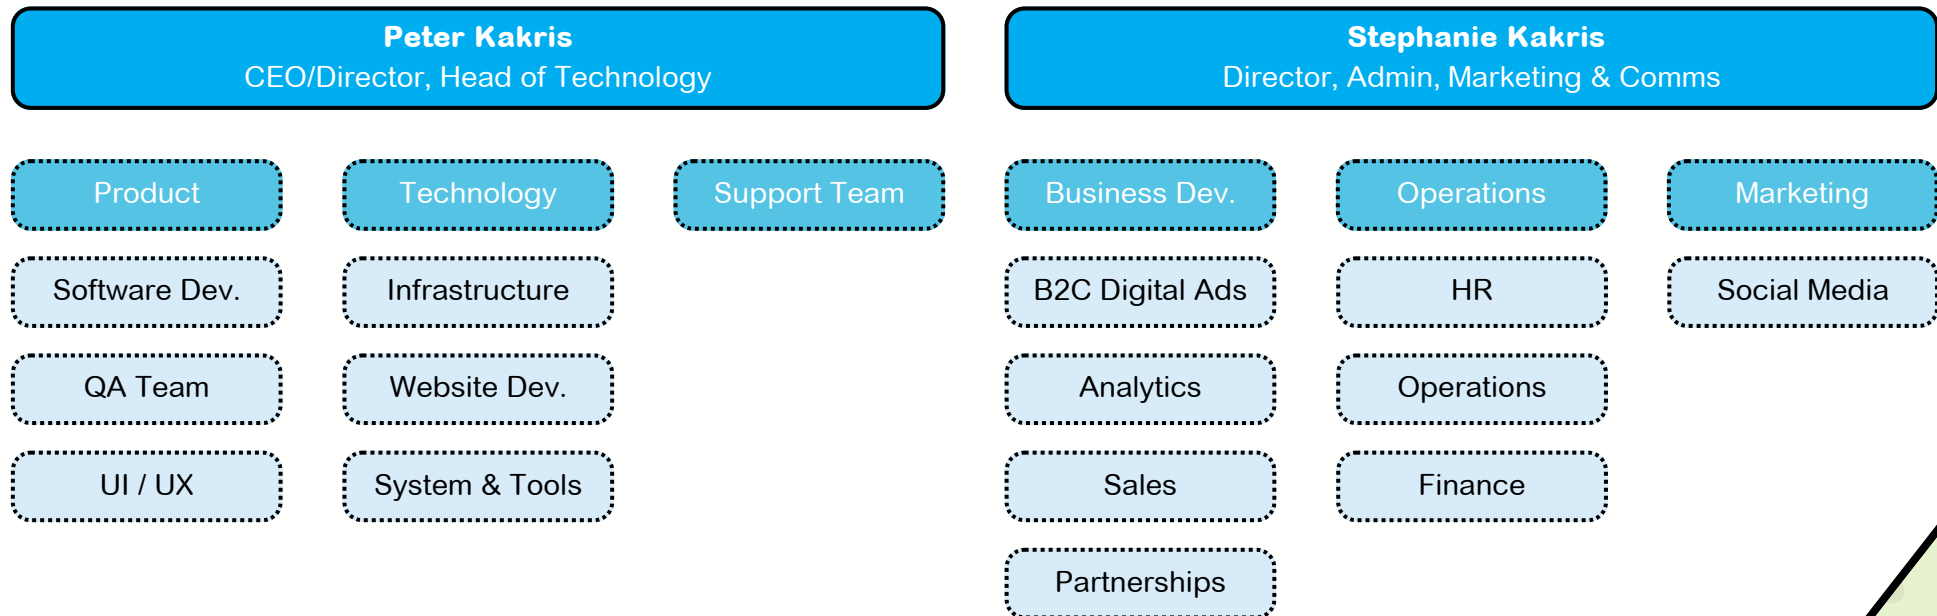 Peter Kakris
CEO/Director, Head of Technology
Stephanie Kakris
Director, Admin, Marketing & Comms
Product
Technology
Support Team
Business Dev.
Operations
Marketing
Software Dev.
Infrastructure
B2C Digital Ads
HR
Social Media
QA Team
Website Dev.
Analytics
Operations
UI / UX
System & Tools
Sales
Finance
Partnerships